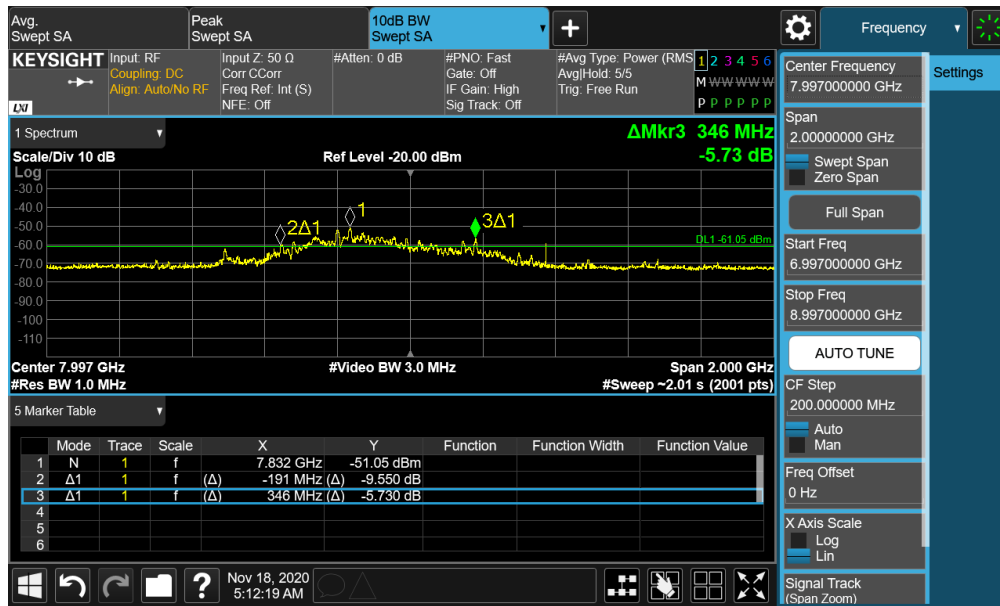 Avg.
Swept SA
Peak
Swept SA
10dB BW
Swept SA
Frequency
KEYSIGHT
LXI
Input: RF
Coupling: DC
Align: Auto/No RF
Input Z: 50 Ω
Corr CCorr
Freq Ref: Int (S)
NFE: Off
#Atten: 0 dB
#PNO: Fast
Gate: Off
IF Gain: High
Sig Track: Off
#Avg Type: Power (RMS
Avg|Hold: 5/5
Trig: Free Run
1 2 3 4 5 6
M W W W W W
P P P P P P
1 Spectrum
Scale/Div 10 dB
Ref Level -20.00 dBm
ΔMkr3 346 MHz
-5.73 dB
Log
-30.0
-40.0
-50.0
-60.0
-70.0
-80.0
-90.0
-100
-110
2Δ1
1
3Δ1
DL1 -61.05 dBm
Center 7.997 GHz
#Video BW 3.0 MHz
Span 2.000 GHz
#Res BW 1.0 MHz
#Sweep ~2.01 s (2001 pts)
5 Marker Table
Mode Trace Scale X Y Function Function Width Function Value
1 N 1 f 7.832 GHz -51.05 dBm
2 Δ1 1 f (Δ) -191 MHz (Δ) -9.550 dB
3 Δ1 1 f (Δ) 346 MHz (Δ) -5.730 dB
4
5
6
?
Nov 18, 2020
5:12:19 AM
Center Frequency
7.997000000 GHz
Span
2.00000000 GHz
Swept Span
Zero Span
Full Span
Start Freq
6.997000000 GHz
Stop Freq
8.997000000 GHz
AUTO TUNE
CF Step
200.000000 MHz
Auto
Man
Freq Offset
0 Hz
X Axis Scale
Log
Lin
Signal Track
(Span Zoom)
Settings